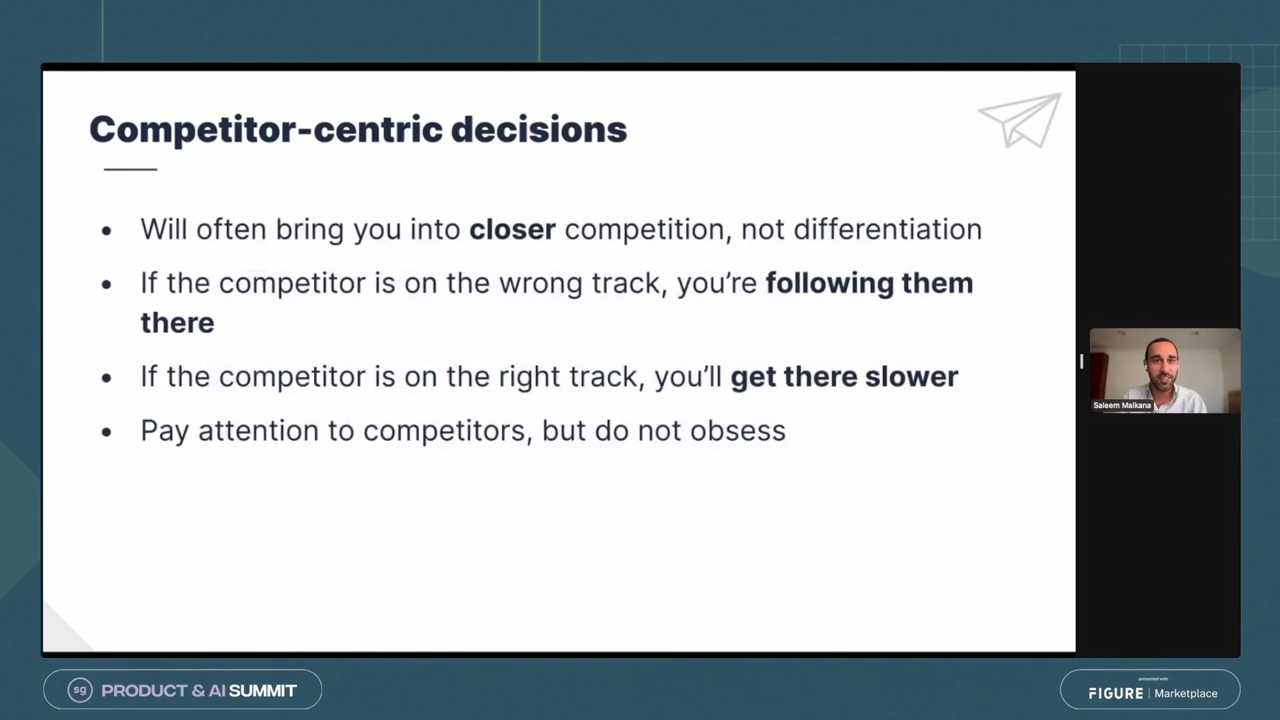 Competitor-centric decisions
• Will often bring you into closer competition, not differentiation
• If the competitor is on the wrong track, you’re following them
there
• If the competitor is on the right track, you’ll get there slower
• Pay attention to competitors, but do not obsess
Saleem Malkana
sg PRODUCT & AI SUMMIT
presented with
FIGURE | Marketplace